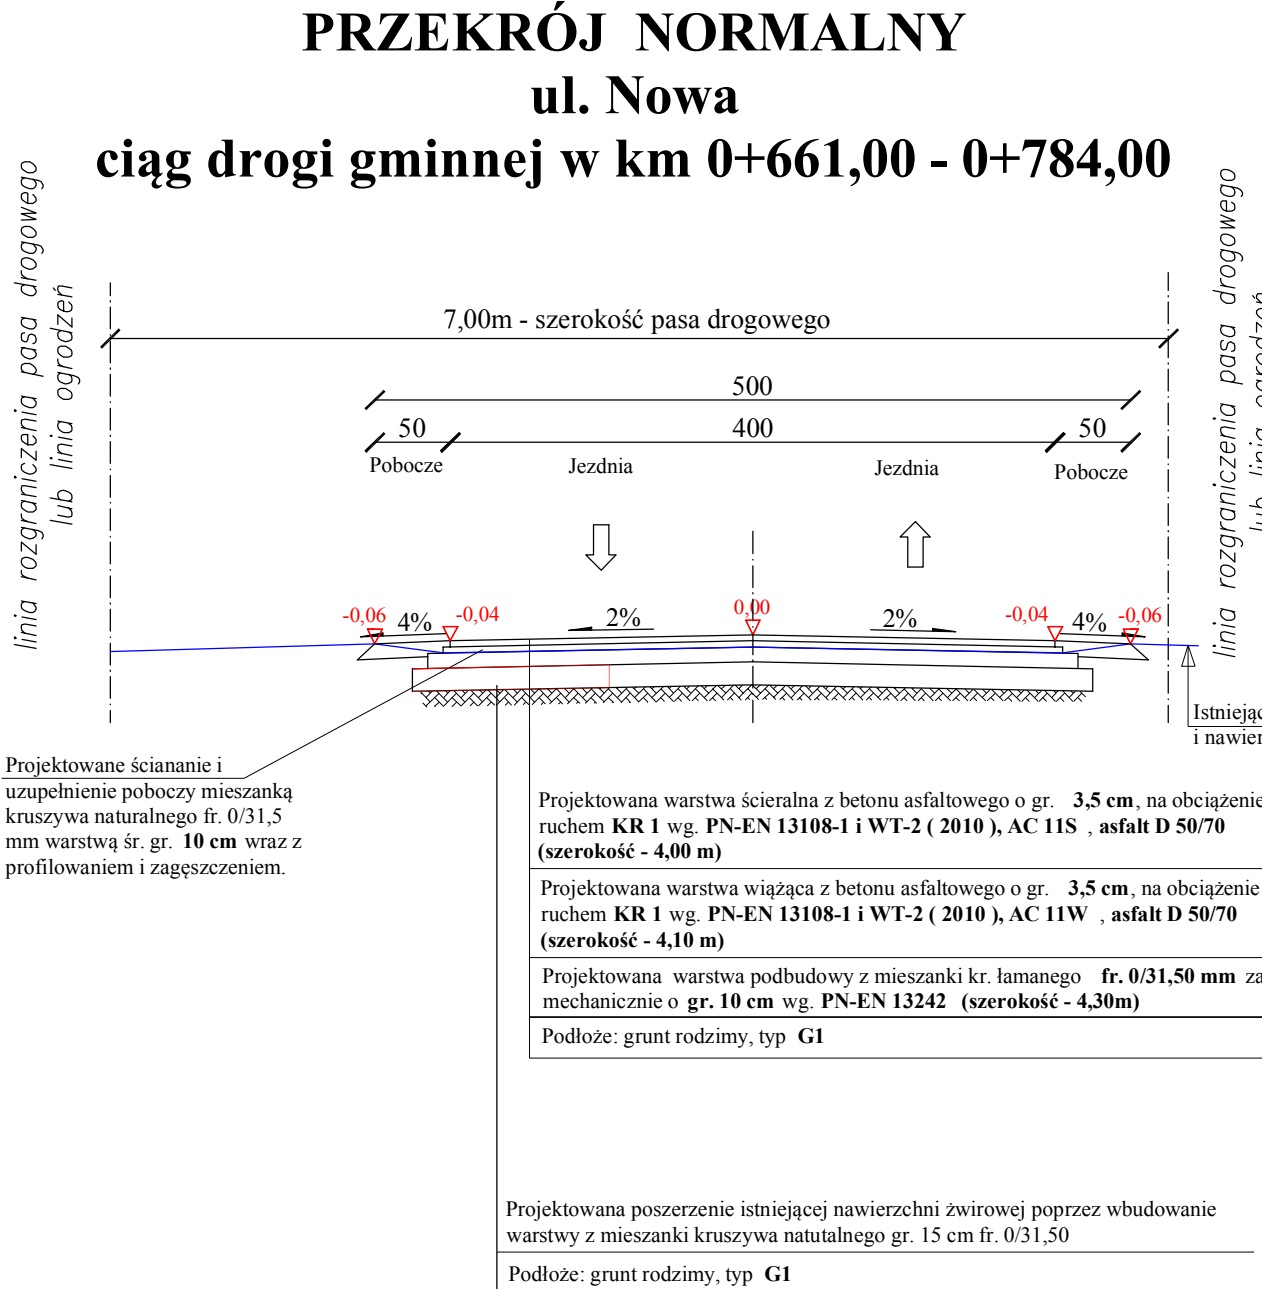 PRZEKRÓJ NORMALNY
ul. Nowa
ciąg drogi gminnej w km 0+661,00 - 0+784,00
linia rozgraniczenia pasa drogowego
lub linia ogrodzeń
linia rozgraniczenia pasa drogowego
lub linia ogrodzeń
7,00m - szerokość pasa drogowego
500
50 400 50
Pobocze Jezdnia Jezdnia Pobocze
-0,06 4% -0,04 2% 0,00 2% -0,04 4% -0,06
i
Projektowane ściananie i
uzupełnienie poboczy mieszanką
kruszywa naturalnego fr. 0/31,5
mm warstwą śr. gr. 10 cm wraz z
profilowaniem i zagęszczeniem.
Projektowana warstwa ścieralna z betonu asfaltowego o gr. 3,5 cm, na obciążenie
ruchem KR 1 wg. PN-EN 13108-1 i WT-2 ( 2010 ), AC 11S , asfalt D 50/70
(szerokość - 4,00 m)
Projektowana warstwa wiążąca z betonu asfaltowego o gr. 3,5 cm, na obciążenie
ruchem KR 1 wg. PN-EN 13108-1 i WT-2 ( 2010 ), AC 11W , asfalt D 50/70
(szerokość - 4,10 m)
Projektowana warstwa podbudowy z mieszanki kr. łamanego fr. 0/31,50 mm
mechanicznie o gr. 10 cm wg. PN-EN 13242 (szerokość - 4,30m)
Podłoże: grunt rodzimy, typ G1
Projektowana poszerzenie istniejącej nawierzchni żwirowej poprzez wbudowanie
warstwy z mieszanki kruszywa natutalnego gr. 15 cm fr. 0/31,50
Podłoże: grunt rodzimy, typ G1